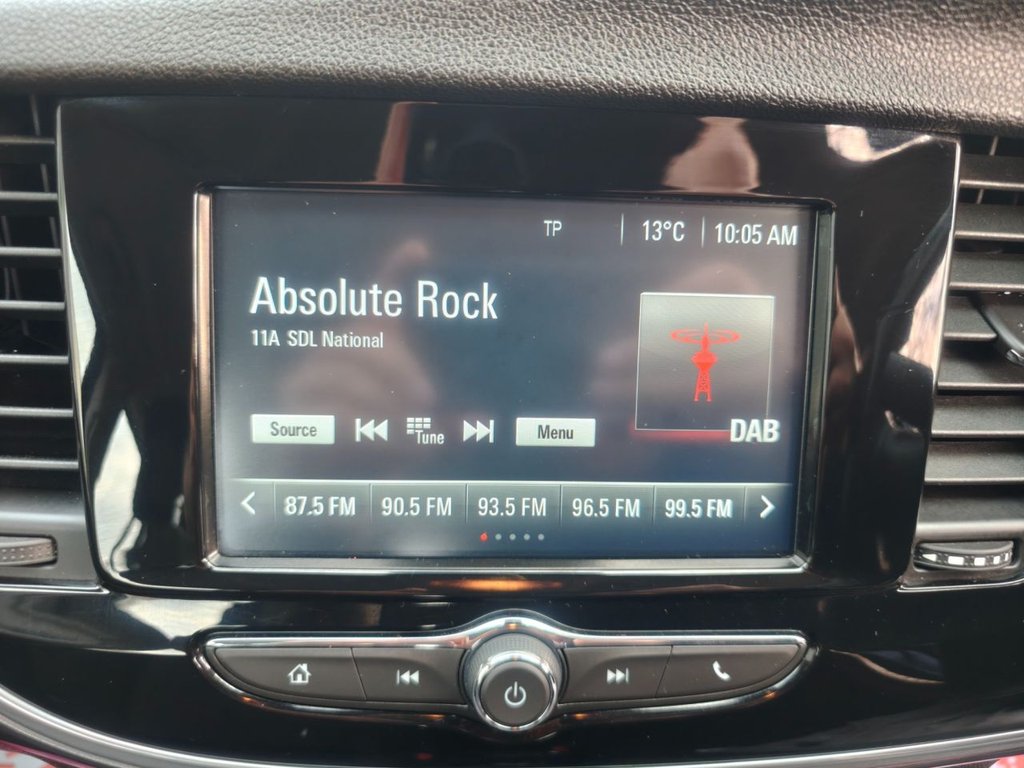 TP 13°C 10:05 AM
Absolute Rock
11A SDL National
Source Tune Menu
DAB
87.5 FM 90.5 FM 93.5 FM 96.5 FM 99.5 FM